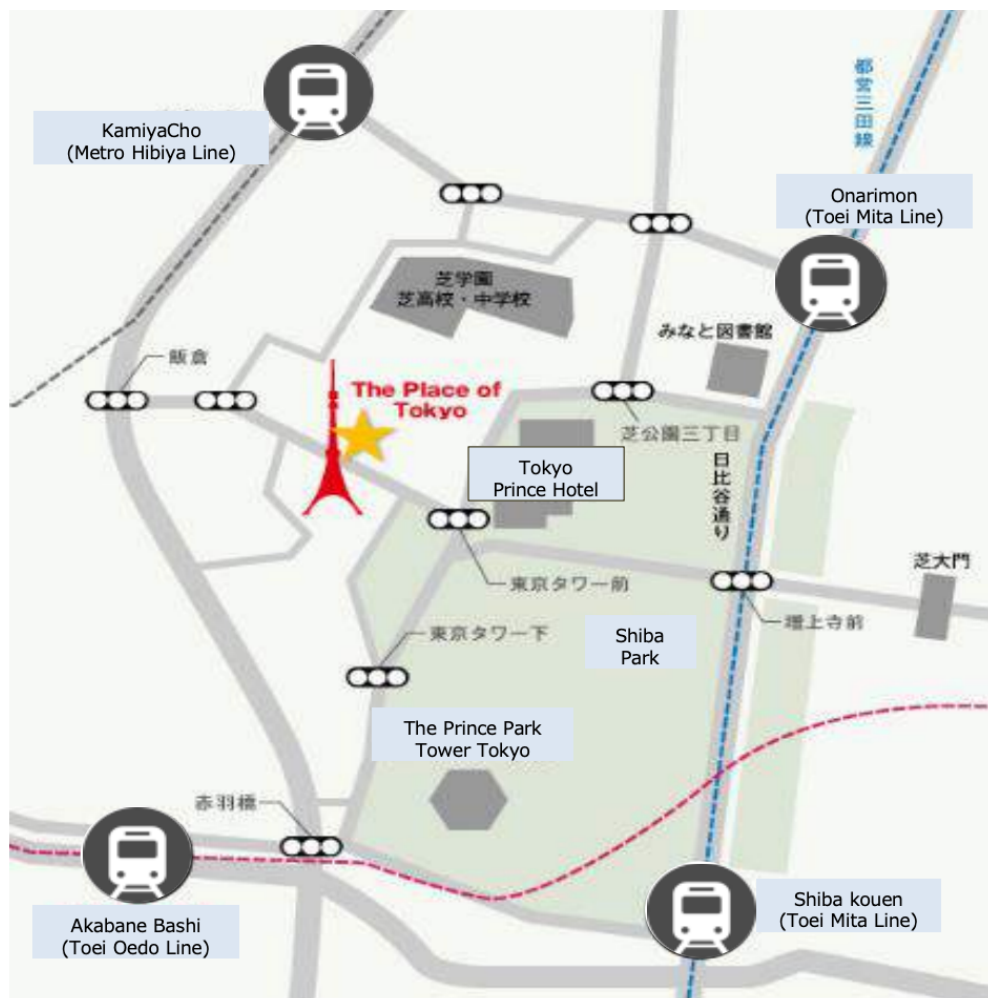 KamiyaCho
(Metro Hibiya Line)
都営三田線
Onarimon
(Toei Mita Line)
芝学園
芝高校・中学校
みなと図書館
飯倉
The Place of
Tokyo
芝公園三丁目
Tokyo
Prince Hotel
日比谷通り
芝大門
東京タワー前
増上寺前
東京タワー下
Shiba
Park
The Prince Park
Tower Tokyo
赤羽橋
Shiba kouen
(Toei Mita Line)
Akabane Bashi
(Toei Oedo Line)